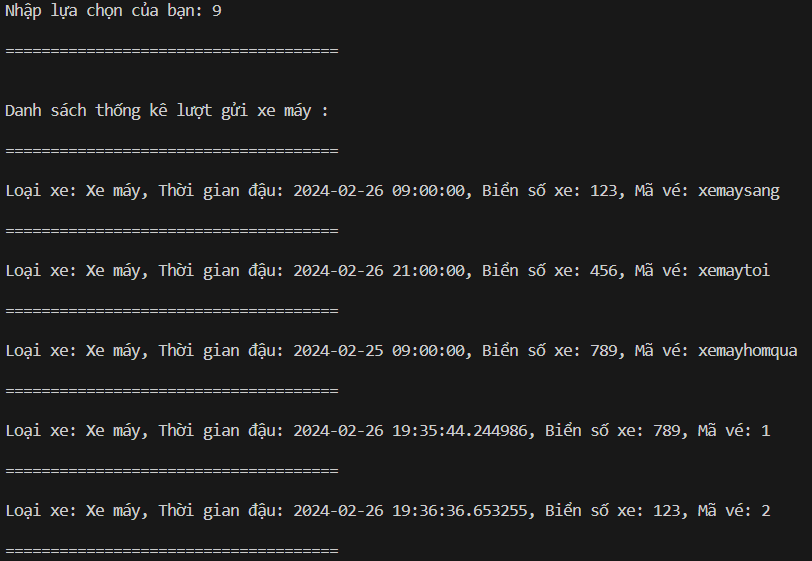 Nhập lựa chọn của bạn: 9
=====================================
Danh sách thống kê lượt gửi xe máy :
=====================================
Loại xe: Xe máy, Thời gian đậu: 2024-02-26 09:00:00, Biển số xe: 123, Mã vé: xemaysang
=====================================
Loại xe: Xe máy, Thời gian đậu: 2024-02-26 21:00:00, Biển số xe: 456, Mã vé: xemaytoi
=====================================
Loại xe: Xe máy, Thời gian đậu: 2024-02-25 09:00:00, Biển số xe: 789, Mã vé: xemayhomqua
=====================================
Loại xe: Xe máy, Thời gian đậu: 2024-02-26 19:35:44.244986, Biển số xe: 789, Mã vé: 1
=====================================
Loại xe: Xe máy, Thời gian đậu: 2024-02-26 19:36:36.653255, Biển số xe: 123, Mã vé: 2
=====================================